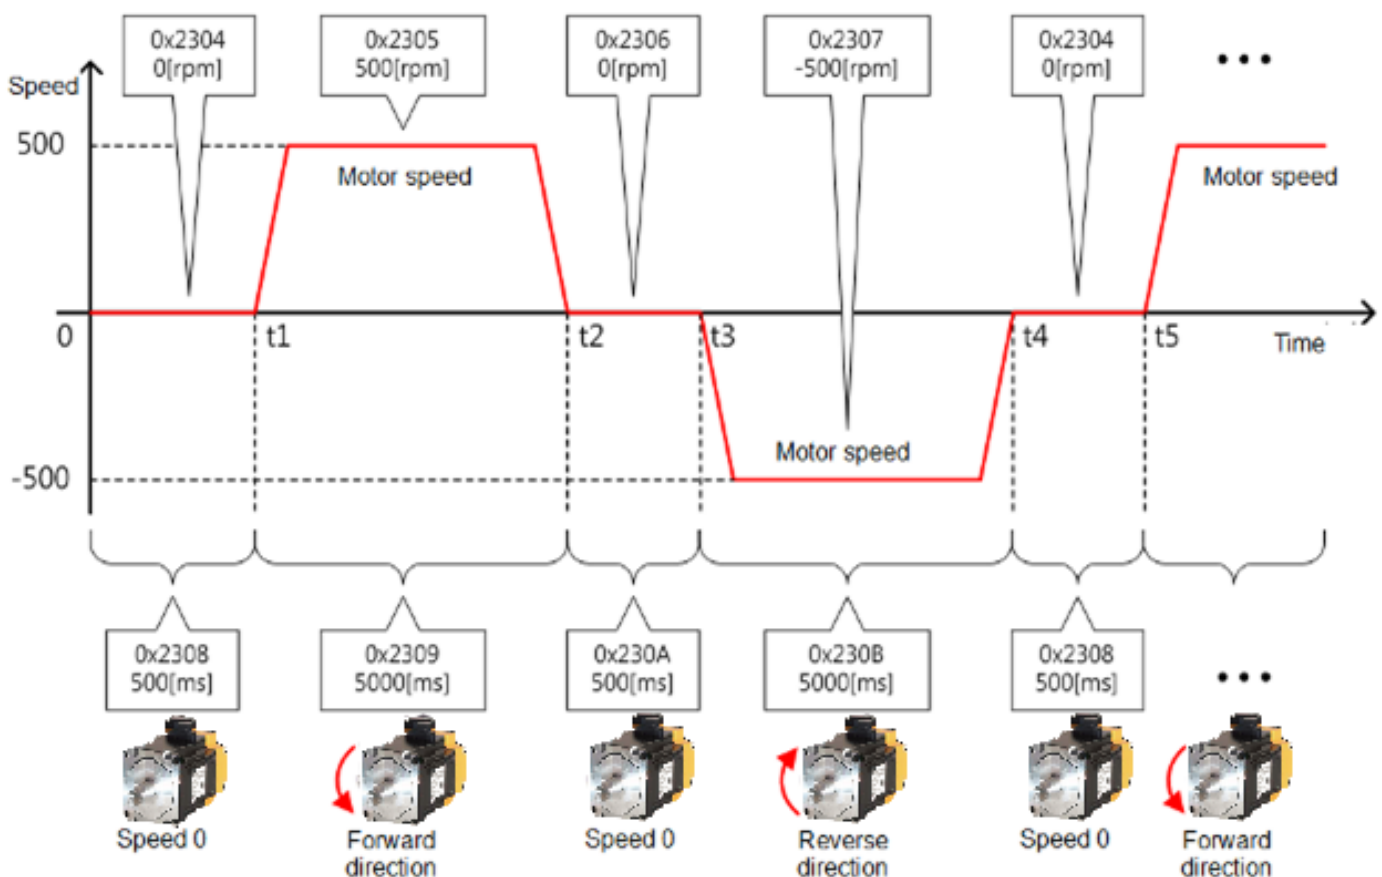 0x2304
0[rpm]
0x2305
500[rpm]
0x2306
0[rpm]
0x2307
-500[rpm]
0x2304
0[rpm]
Speed
500
Motor speed
Motor speed
0
t1
t2
t3
t4
t5
Time
Motor speed
-500
0x2308
500[ms]
0x2309
5000[ms]
0x230A
500[ms]
0x230B
5000[ms]
0x2308
500[ms]
Speed 0
Forward
direction
Speed 0
Reverse
direction
Speed 0
Forward
direction